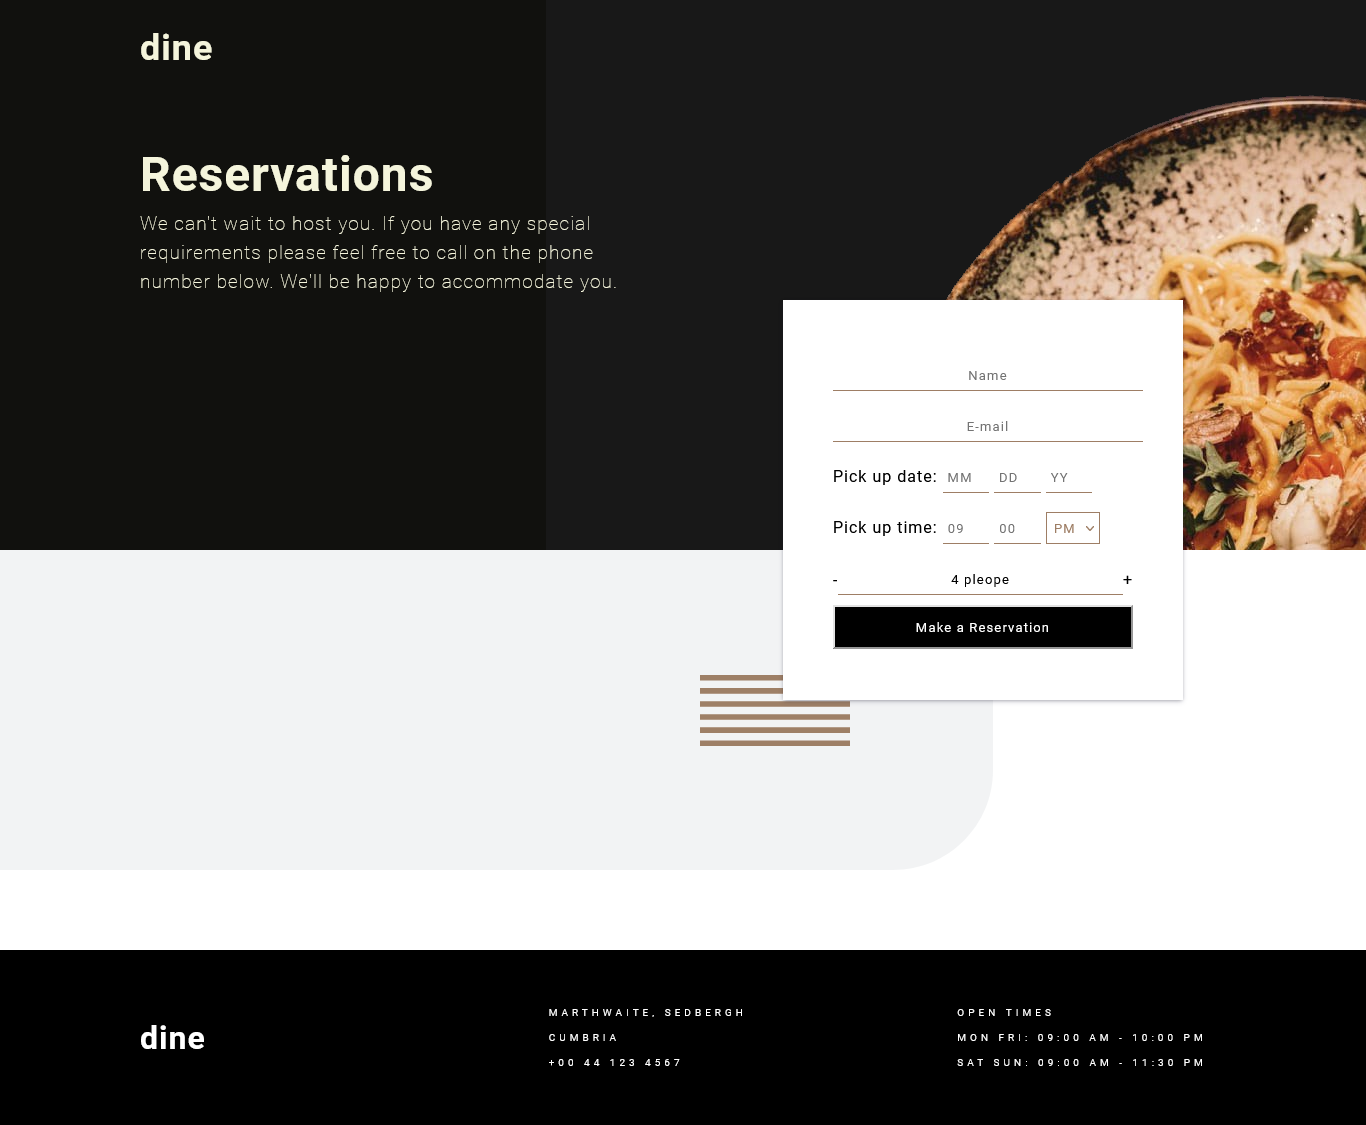 dine
Reservations
We can't wait to host you. If you have any special
requirements please feel free to call on the phone
number below. We'll be happy to accommodate you.
Name
E-mail
Pick up date: MM DD YY
Pick up time: 09 00 PM
- 4 pleope +
Make a Reservation
dine
MARTHWAITE, SEDBERGH
CUMBRIA
+00 44 123 4567
OPEN TIMES
MON FRI: 09:00 AM - 10:00 PM
SAT SUN: 09:00 AM - 11:30 PM